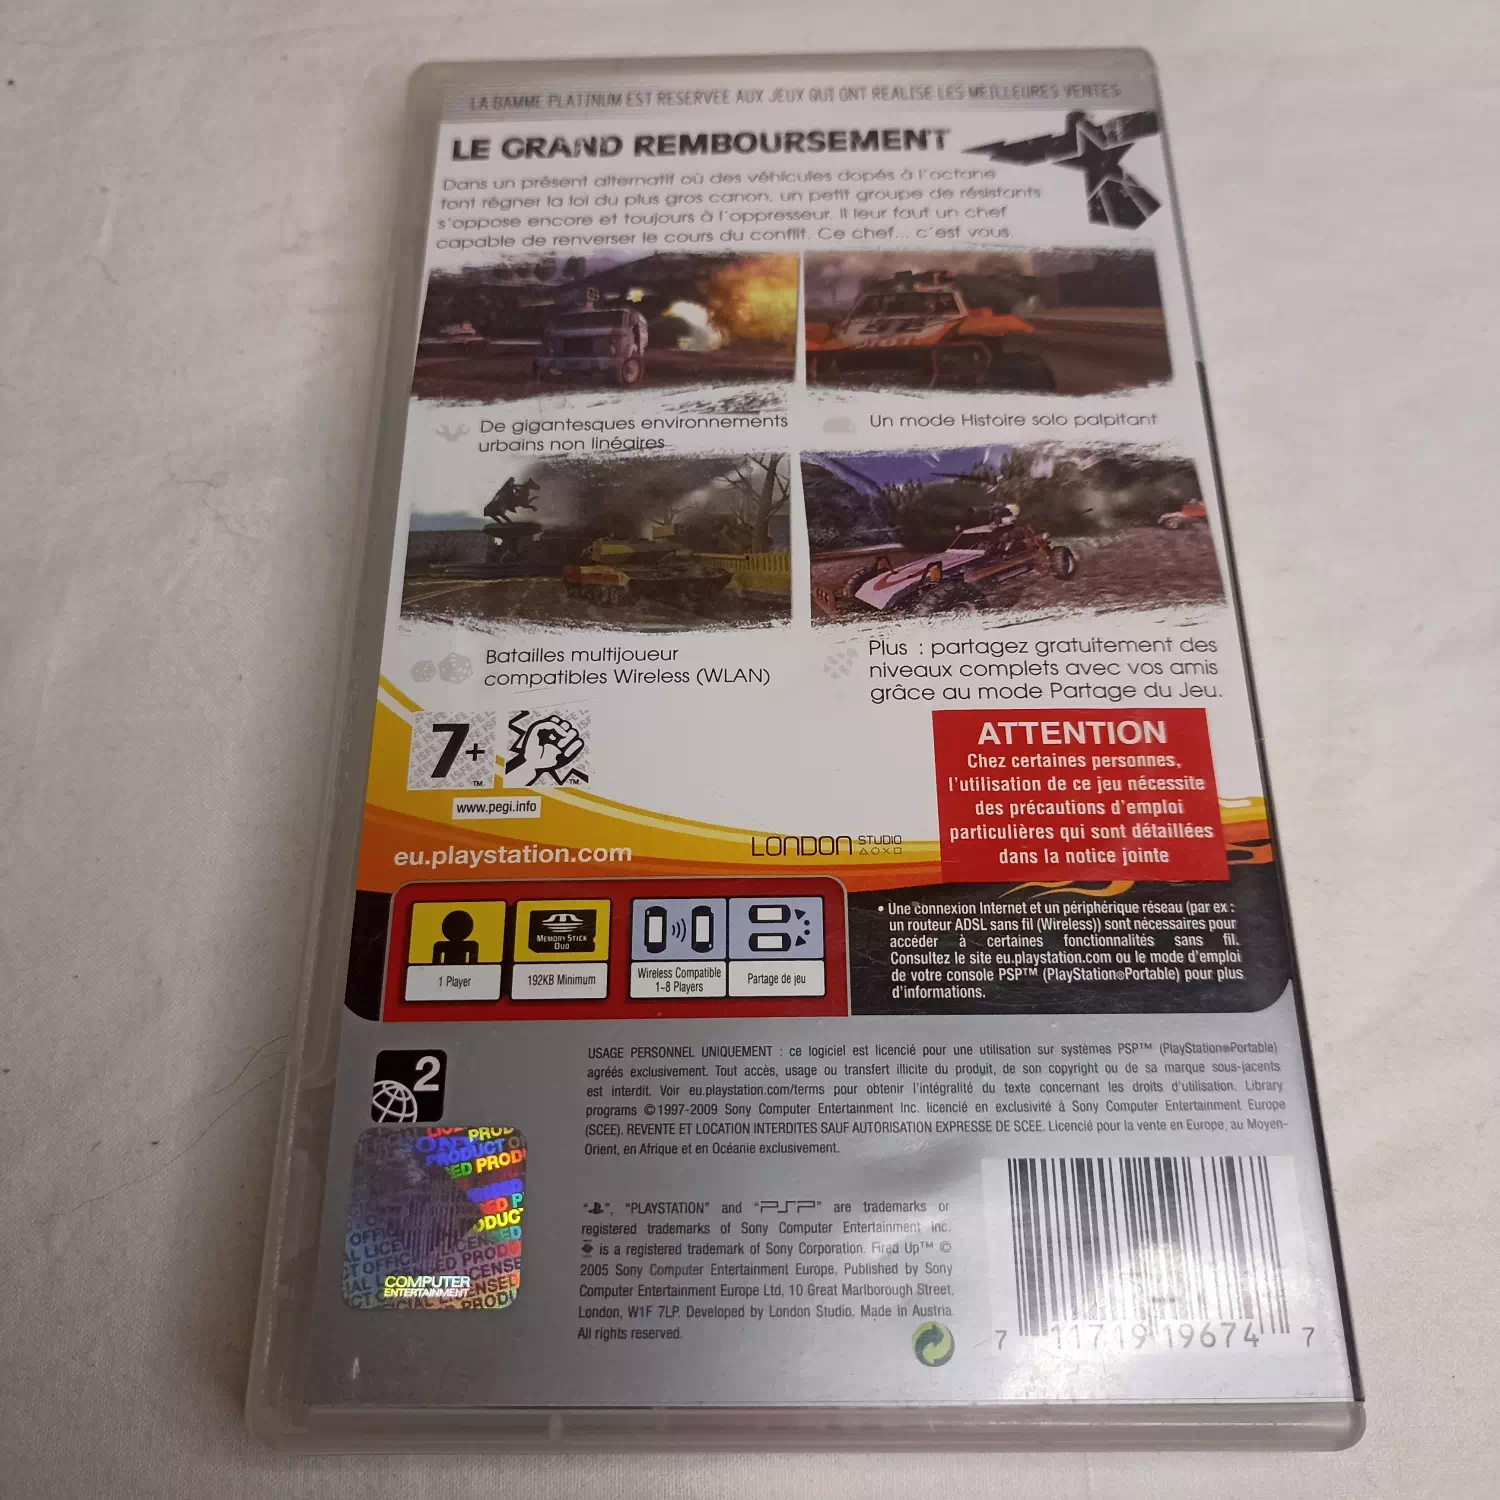 LA GAMME PLATINUM EST RESERVEE AUX JEUX QUI ONT REALISE LES MEILLEURES VENTES
LE GRAND REMBOURSEMENT
Dans un présent alternatif où des véhicules dopés à l'octane
font régner la loi du plus gros canon, un petit groupe de résistants
s'oppose encore et toujours à l'oppresseur. Il leur faut un chef
capable de renverser le cours du conflit. Ce chef... c'est vous.
De gigantesques environnements
urbains non linéaires
Un mode Histoire solo palpitant
Batailles multijoueur
compatibles Wireless (WLAN)
Plus : partagez gratuitement des
niveaux complets avec vos amis
grâce au mode Partage du Jeu.
7+
TM
TM
www.pegi.info
ATTENTION
Chez certaines personnes,
l'utilisation de ce jeu nécessite
des précautions d'emploi
particulières qui sont détaillées
dans la notice jointe
eu.playstation.com
LONDON STUDIO
1 Player
MEMORY STICK
DUO
192KB Minimum
Wireless Compatible
1-8 Players
Partage de jeu
• Une connexion Internet et un périphérique réseau (par ex :
un routeur ADSL sans fil (Wireless)) sont nécessaires pour
accéder à certaines fonctionnalités sans fil.
Consultez le site eu.playstation.com ou le mode d'emploi
de votre console PSP™ (PlayStation®Portable) pour plus
d'informations.
2
USAGE PERSONNEL UNIQUEMENT : ce logiciel est licencié pour une utilisation sur systèmes PSP™ (PlayStation®Portable)
agréés exclusivement. Tout accès, usage ou transfert illicite du produit, de son copyright ou de sa marque sous-jacents
est interdit. Voir eu.playstation.com/terms pour obtenir l'intégralité du texte concernant les droits d'utilisation. Library
programs ©1997-2009 Sony Computer Entertainment Inc. licencié en exclusivité à Sony Computer Entertainment Europe
(SCEE). REVENTE ET LOCATION INTERDITES SAUF AUTORISATION EXPRESSE DE SCEE. Licencié pour la vente en Europe, au Moyen-
Orient, en Afrique et en Océanie exclusivement.
COMPUTER
ENTERTAINMENT
"PLAYSTATION" and "PSP" are trademarks or
registered trademarks of Sony Computer Entertainment Inc.
is a registered trademark of Sony Corporation. Fired Up™ ©
2005 Sony Computer Entertainment Europe. Published by Sony
Computer Entertainment Europe Ltd, 10 Great Marlborough Street,
London, W1F 7LP. Developed by London Studio. Made in Austria.
All rights reserved.
7 11719 19674 7